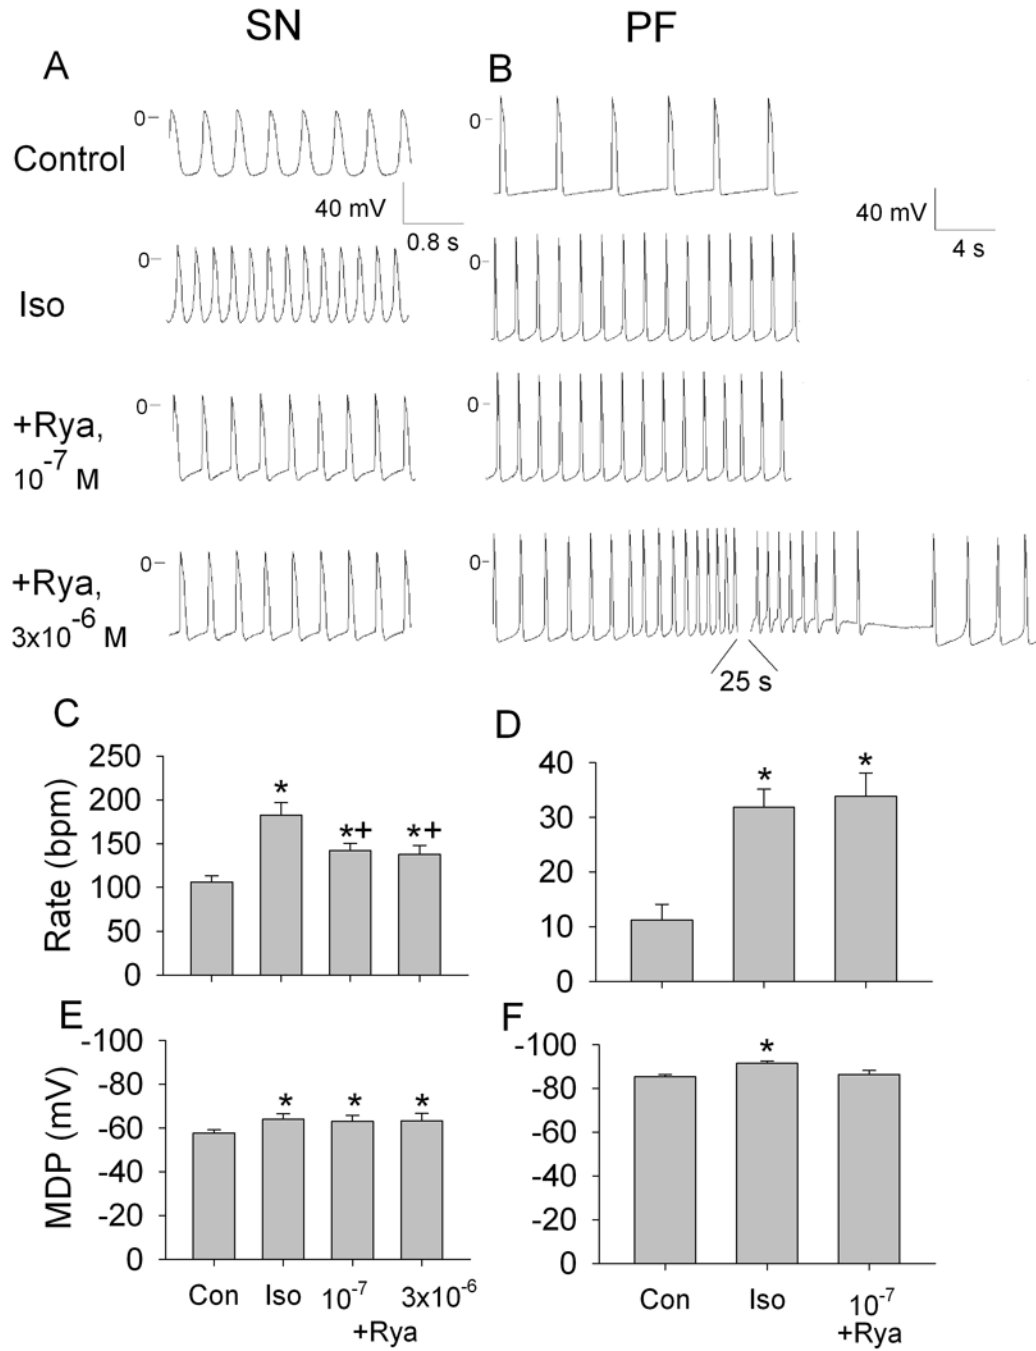 SN PF
A B
0 0
Control
40 mV 40 mV
0.8 s 4 s
0 0
Iso
0 0
+Rya,
10⁻⁷ M
0 0
+Rya,
3x10⁻⁶ M
25 s
C D
Rate (bpm)
250
200
150
100
50
0
*
*+
*+
40
30
20
10
0
*
*
E F
MDP (mV)
-100
-80
-60
-40
-20
0
* * *
-100
-80
-60
-40
-20
0
*
Con Iso 10⁻⁷ 3x10⁻⁶
+Rya
Con Iso 10⁻⁷
+Rya